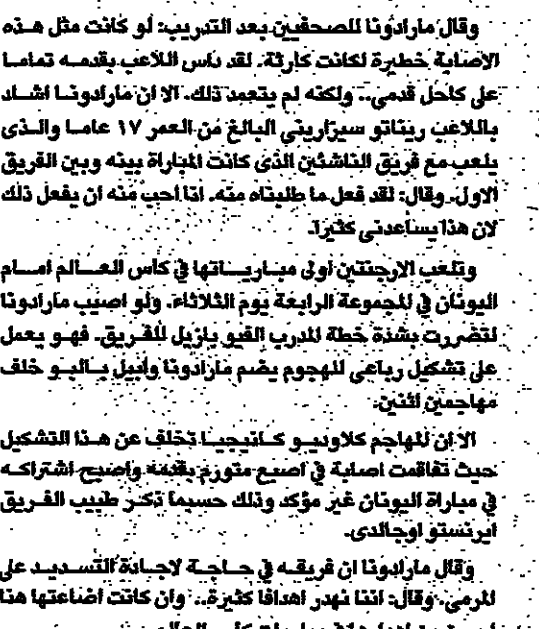 وقال مارادونا للصحفيين بعد التدريب: لو كانت مثل هذه
الاصابة خطيرة لكانت كارثة. لقد داس اللاعب بقدمه تماما
على كاحل قدمي.. ولكنه لم يتعمد ذلك. الا ان مارادونا اشاد
باللاعب ريناتو سيزاريني البالغ من العمر ١٧ عاما والذى
يلعب مع فريق الناشئين الذى كانت المباراة بينه وبين الفريق
الاول. وقال: لقد فعل ما طلبناه منه. انا احب منه ان يفعل ذلك
لان هذا يساعدنى كثيرا.
وتلعب الارجنتين اولى مبارياتها في كاس العالم امام
اليونان في المجموعة الرابعة يوم الثلاثاء. ولو اصيب مارادونا
لتضررت بشدة خطة المدرب الفيو بازيل للفريق. فهو يعمل
على تشكيل رباعى للهجوم يضم مارادونا وابيل بالبو خلف
مهاجمين اثنين.
الا ان المهاجم كلاوديو كانيجيا تخلف عن هذا التشكيل
حيث تفاقمت اصابة في اصبع متورم بقدمه واصبح اشتراكه
في مباراة اليونان غير مؤكد وذلك حسبما ذكر طبيب الفريق
ايرنستو اوجالدى.
وقال مارادونا ان فريقه في حاجة لاجادة التسديد على
المرمى. وقال: اننا نهدر اهدافا كثيرة.. وان كانت اضاعتها هنا